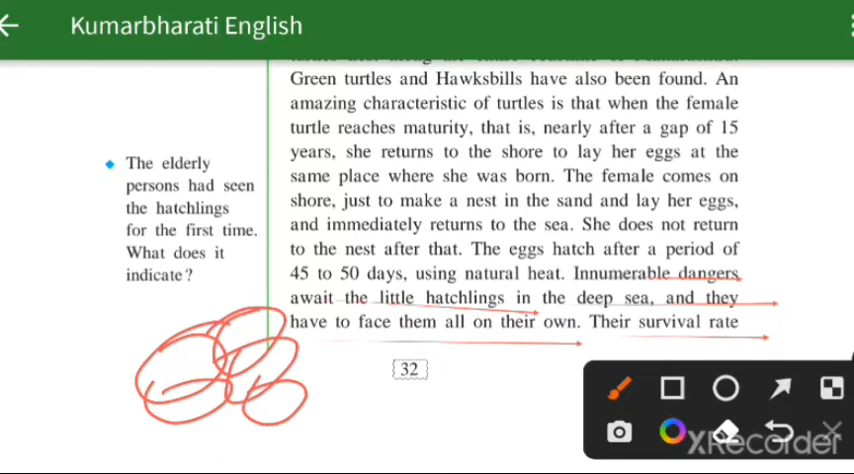 Kumarbharati English
Green turtles and Hawksbills have also been found. An
amazing characteristic of turtles is that when the female
turtle reaches maturity, that is, nearly after a gap of 15
years, she returns to the shore to lay her eggs at the
same place where she was born. The female comes on
shore, just to make a nest in the sand and lay her eggs,
and immediately returns to the sea. She does not return
to the nest after that. The eggs hatch after a period of
45 to 50 days, using natural heat. Innumerable dangers
await the little hatchlings in the deep sea, and they
have to face them all on their own. Their survival rate
The elderly
persons had seen
the hatchlings
for the first time.
What does it
indicate?
32
XRecorder